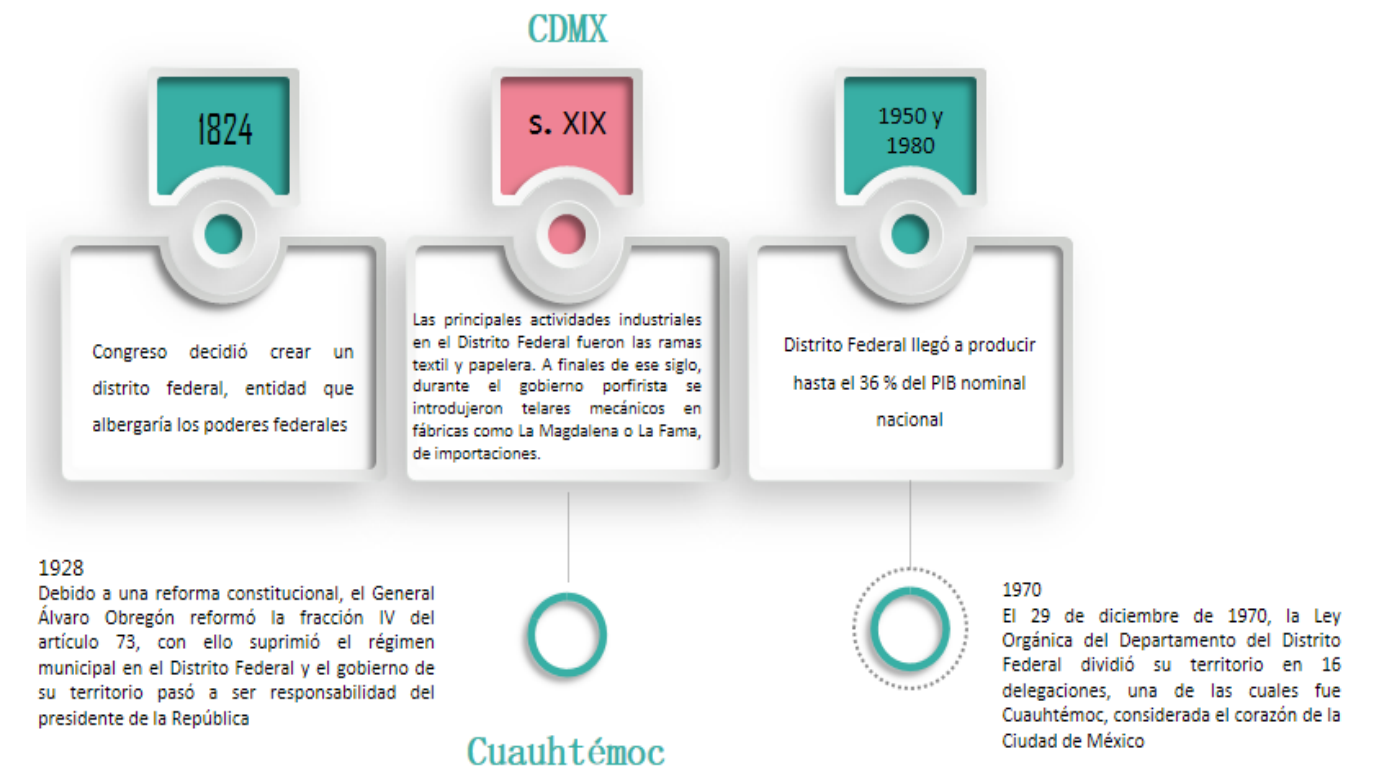 CDMX
1824
Congreso decidió crear un
distrito federal, entidad que
albergaría los poderes federales
s. XIX
Las principales actividades industriales
en el Distrito Federal fueron las ramas
textil y papelera. A finales de ese siglo,
durante el gobierno porfirista se
introdujeron telares mecánicos en
fábricas como La Magdalena o La Fama,
de importaciones.
1950 y
1980
Distrito Federal llegó a producir
hasta el 36 % del PIB nominal
nacional
1928
Debido a una reforma constitucional, el General
Álvaro Obregón reformó la fracción IV del
artículo 73, con ello suprimió el régimen
municipal en el Distrito Federal y el gobierno de
su territorio pasó a ser responsabilidad del
presidente de la República
1970
El 29 de diciembre de 1970, la Ley
Orgánica del Departamento del Distrito
Federal dividió su territorio en 16
delegaciones, una de las cuales fue
Cuauhtémoc, considerada el corazón de la
Ciudad de México
Cuauhtémoc